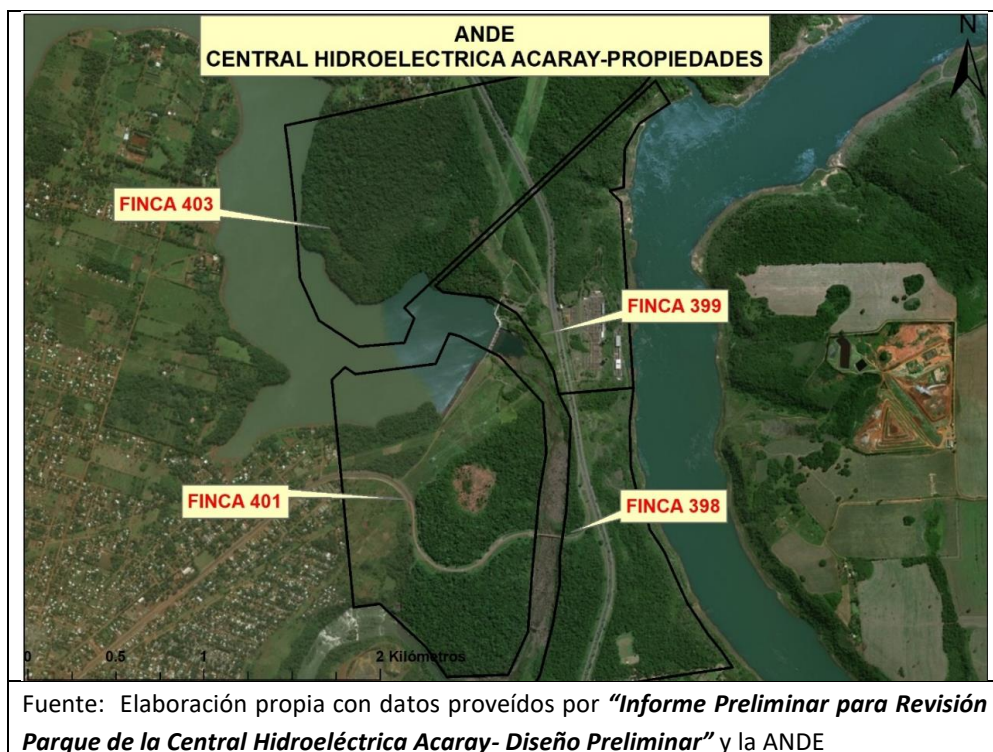 ANDE
CENTRAL HIDROELECTRICA ACARAY-PROPIEDADES
N
FINCA 403
FINCA 399
FINCA 401
FINCA 398
0 0.5 1 2 Kilómetros
Fuente: Elaboración propia con datos proveídos por “Informe Preliminar para Revisión
Parque de la Central Hidroeléctrica Acaray- Diseño Preliminar” y la ANDE